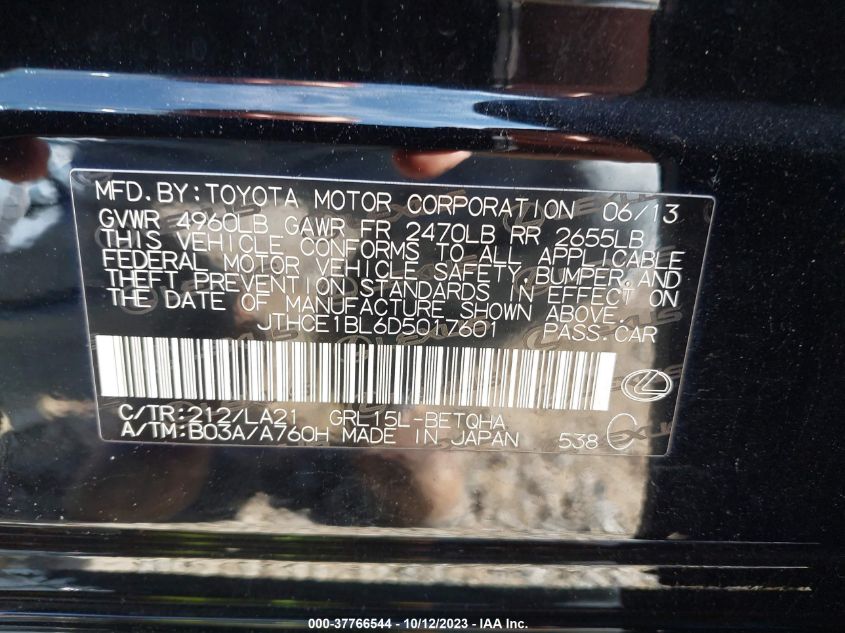 MFD.BY:TOYOTA MOTOR CORPORATION 06/13
GVWR 4960LB GAWR FR 2470LB RR 2655LB
THIS VEHICLE CONFORMS TO ALL APPLICABLE
FEDERAL MOTOR VEHICLE SAFETY,BUMPER,AND
THEFT PREVENTION STANDARDS IN EFFECT ON
THE DATE OF MANUFACTURE SHOWN ABOVE.
JTHCE1BL6D5017601 PASS.CAR
C/TR:212/LA21 GRL15L-BETQHA
A/TM:B03A/A760H MADE IN JAPAN 538
000-37766544 - 10/12/2023 - IAA Inc.